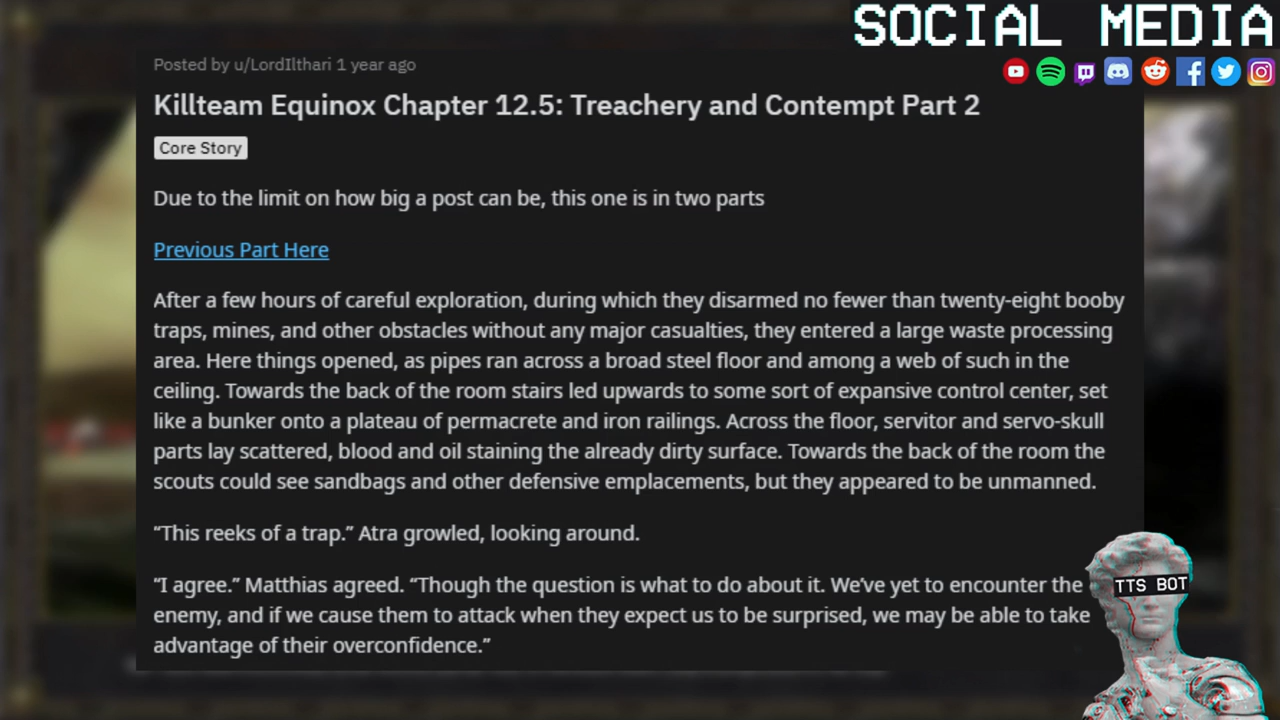 SOCIAL MEDIA
Posted by u/LordIlthari 1 year ago
Killteam Equinox Chapter 12.5: Treachery and Contempt Part 2
Core Story
Due to the limit on how big a post can be, this one is in two parts
Previous Part Here
After a few hours of careful exploration, during which they disarmed no fewer than twenty-eight booby
traps, mines, and other obstacles without any major casualties, they entered a large waste processing
area. Here things opened, as pipes ran across a broad steel floor and among a web of such in the
ceiling. Towards the back of the room stairs led upwards to some sort of expansive control center, set
like a bunker onto a plateau of permacrete and iron railings. Across the floor, servitor and servo-skull
parts lay scattered, blood and oil staining the already dirty surface. Towards the back of the room the
scouts could see sandbags and other defensive emplacements, but they appeared to be unmanned.
“This reeks of a trap.” Atra growled, looking around.
“I agree.” Matthias agreed. “Though the question is what to do about it. We’ve yet to encounter the
enemy, and if we cause them to attack when they expect us to be surprised, we may be able to take
advantage of their overconfidence.”
TTS BOT